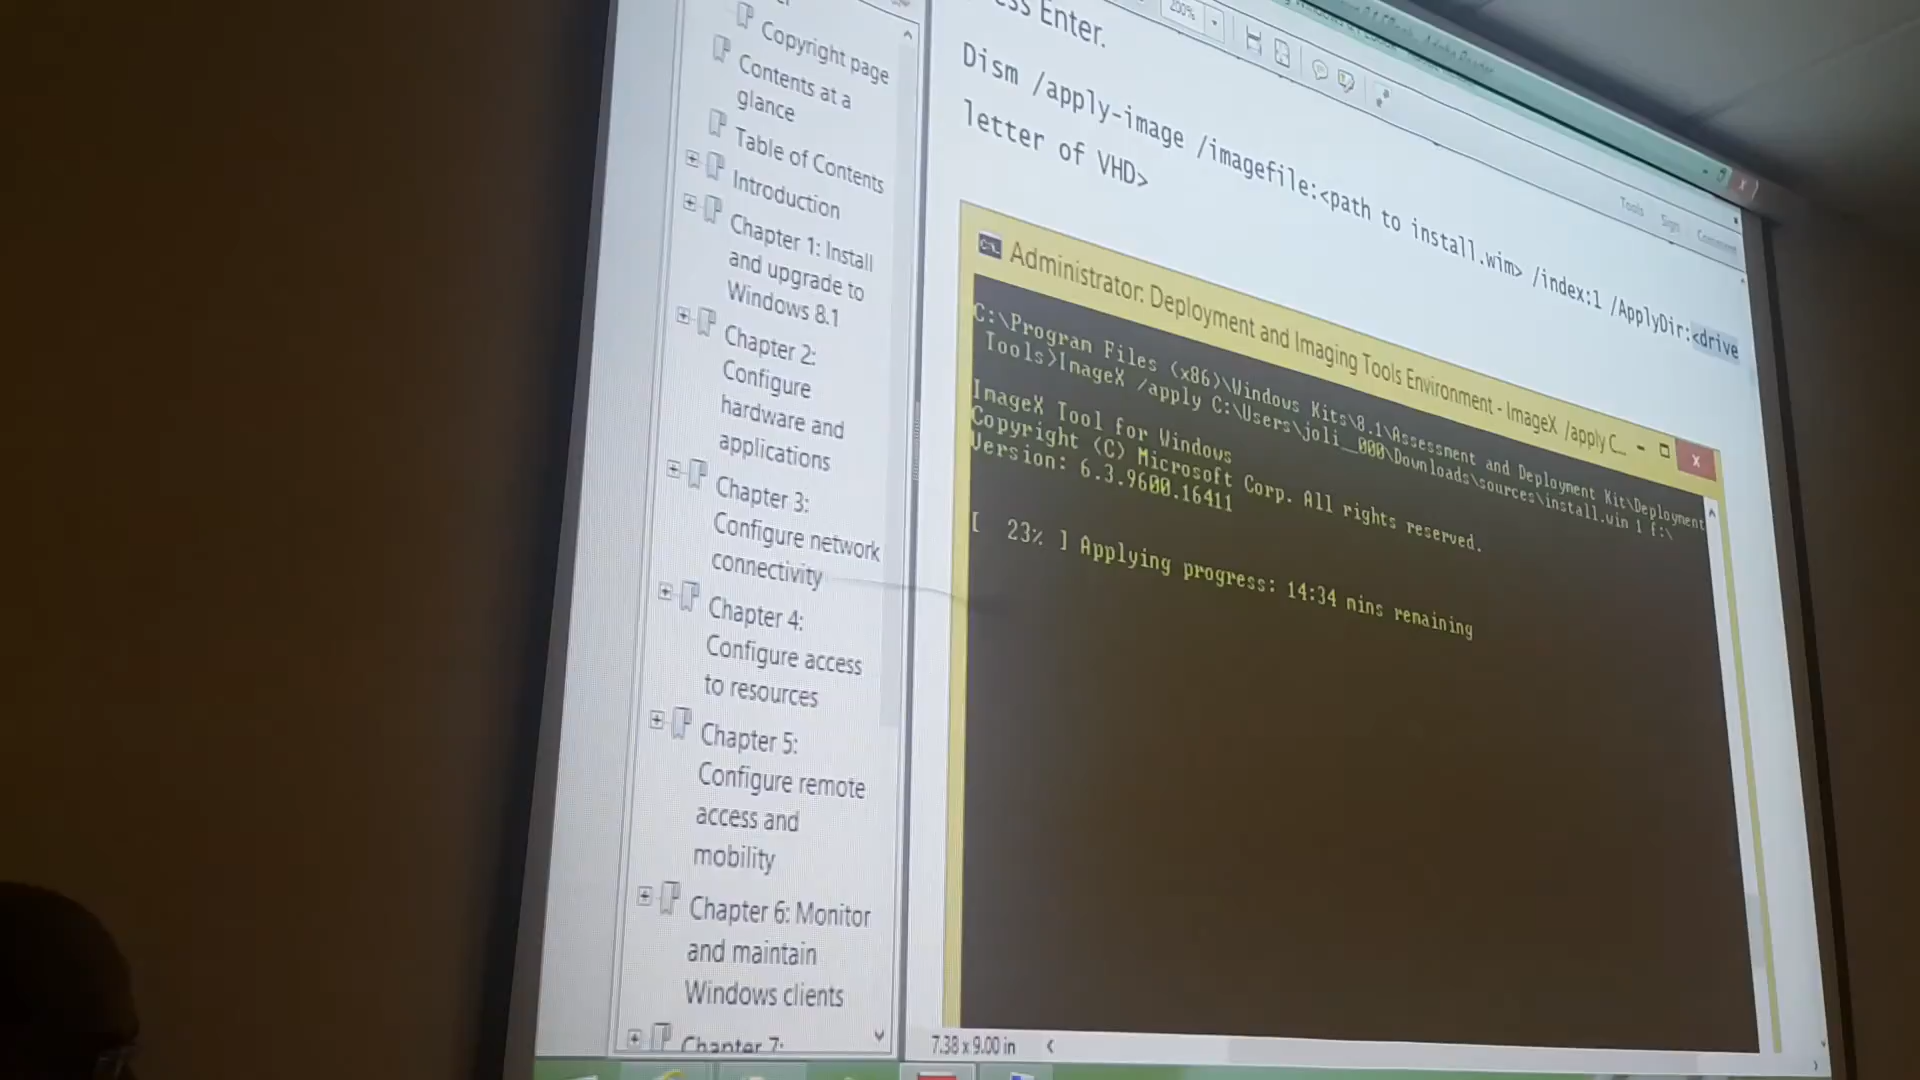 Copyright page
Contents at a
glance
Table of Contents
Introduction
Chapter 1: Install
and upgrade to
Windows 8.1
Chapter 2:
Configure
hardware and
applications
Chapter 3:
Configure network
connectivity
Chapter 4:
Configure access
to resources
Chapter 5:
Configure remote
access and
mobility
Chapter 6: Monitor
and maintain
Windows clients
Chapter 7:
200%
Tools Sign Comment
Enter.
Dism /apply-image /imagefile:<path to install.wim> /index:1 /ApplyDir:<drive
letter of VHD>
Administrator: Deployment and Imaging Tools Environment - ImageX /apply C...
C:\Program Files (x86)\Windows Kits\8.1\Assessment and Deployment Kit\Deployment
Tools>ImageX /apply C:\Users\joli__000\Downloads\sources\install.wim 1 f:\
ImageX Tool for Windows
Copyright (C) Microsoft Corp. All rights reserved.
Version: 6.3.9600.16411
[ 23% ] Applying progress: 14:34 mins remaining
7.38 x 9.00 in